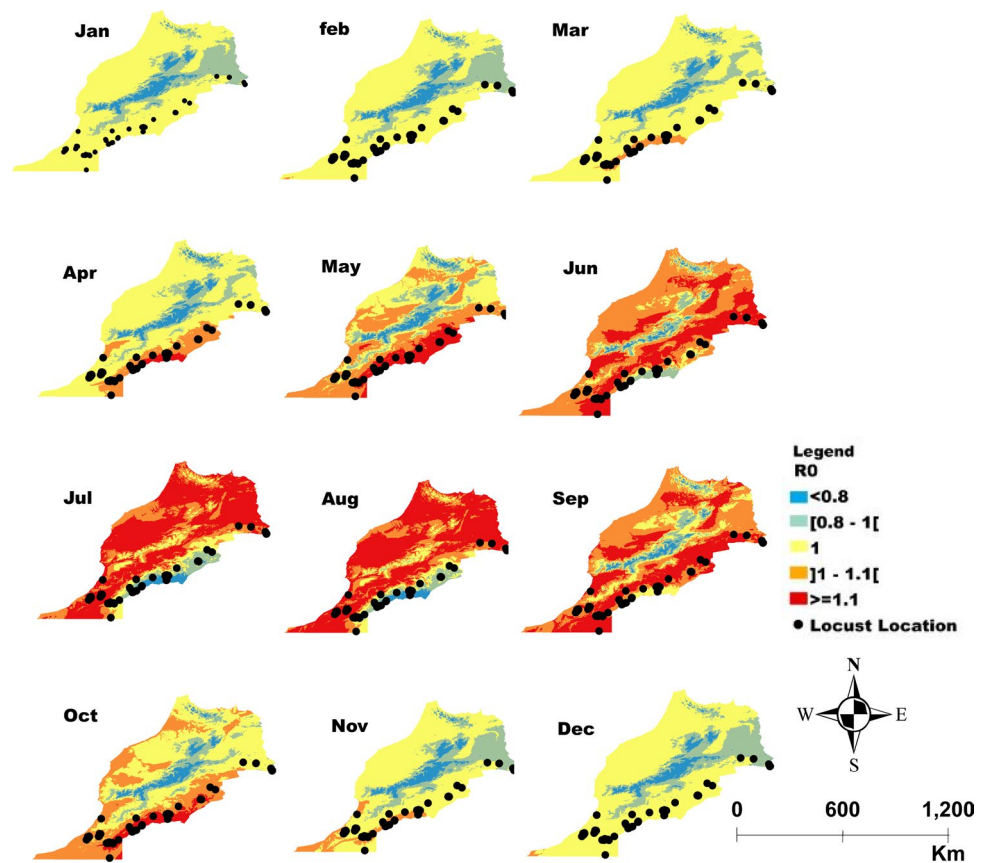 Jan
feb
Mar
Apr
May
Jun
Jul
Aug
Sep
Legend
R0
<0.8
[0.8 - 1[
1
]1 - 1.1[
>=1.1
Locust Location
Oct
Nov
Dec
N
W E
S
0 600 1,200
Km